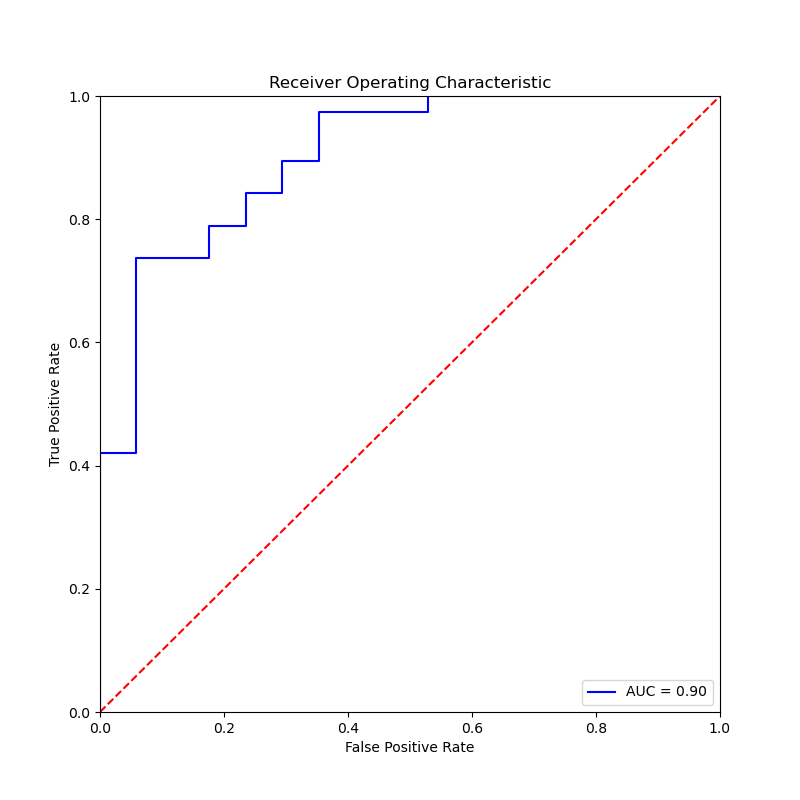 Receiver Operating Characteristic
True Positive Rate
1.0
0.8
0.6
0.4
0.2
0.0
AUC = 0.90
0.0 0.2 0.4 0.6 0.8 1.0
False Positive Rate